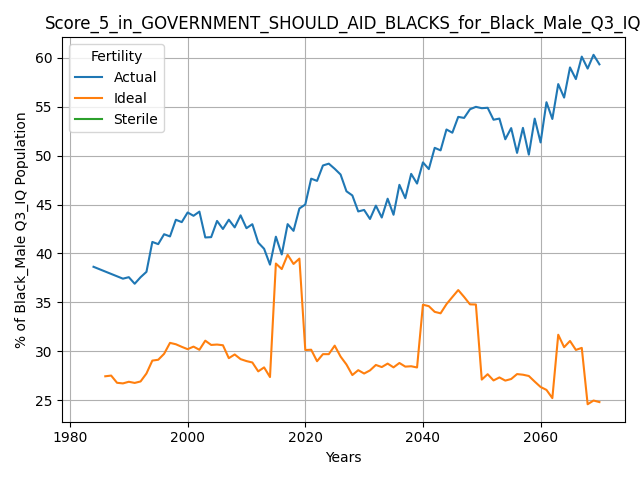 Score_5_in_GOVERNMENT_SHOULD_AID_BLACKS_for_Black_Male_Q3_IQ
Fertility
Actual
Ideal
Sterile
% of Black_Male Q3_IQ Population
60
55
50
45
40
35
30
25
1980
2000
2020
2040
2060
Years